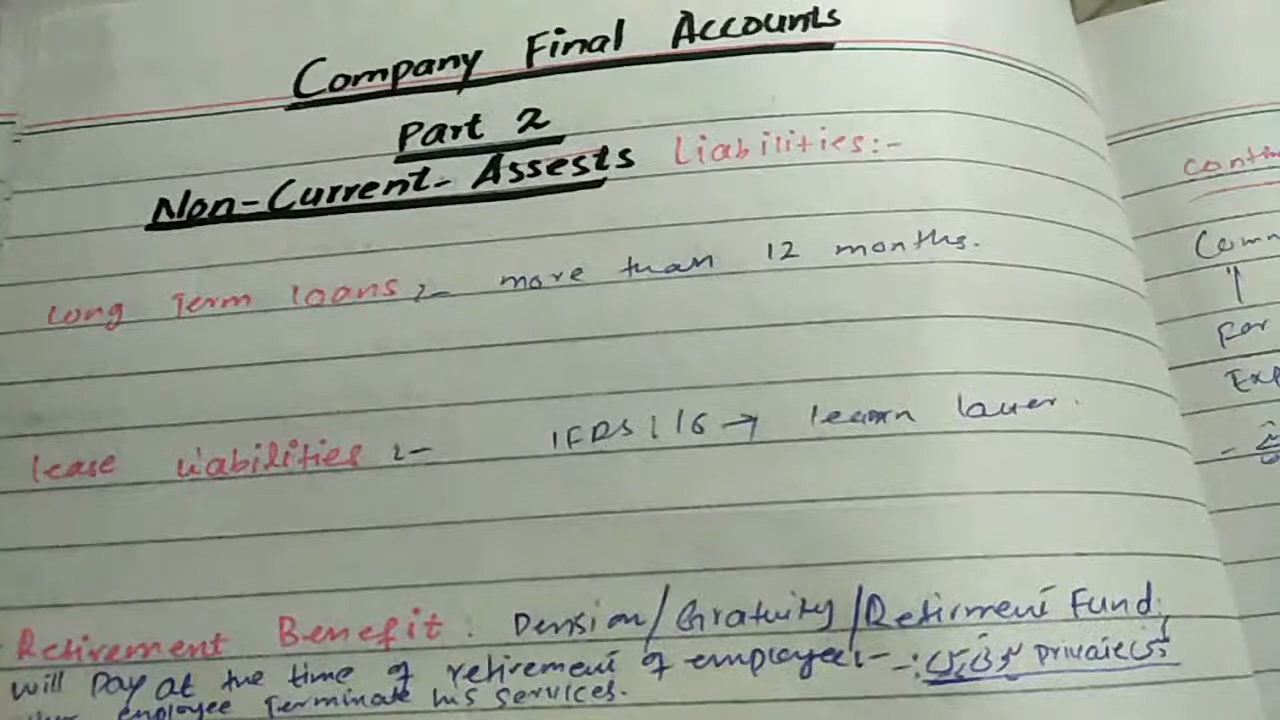 Company Final Accounts
Part 2
Non-Current-Assests Liabilities:-
Long Term loans :- more than 12 months.
lease liabilities :- IFRS 16 → learn later.
Retirement Benefit: Pension/Gratuity/Retirement Fund.
will pay at the time of retirement of employee:- private
employee terminate his services.
For